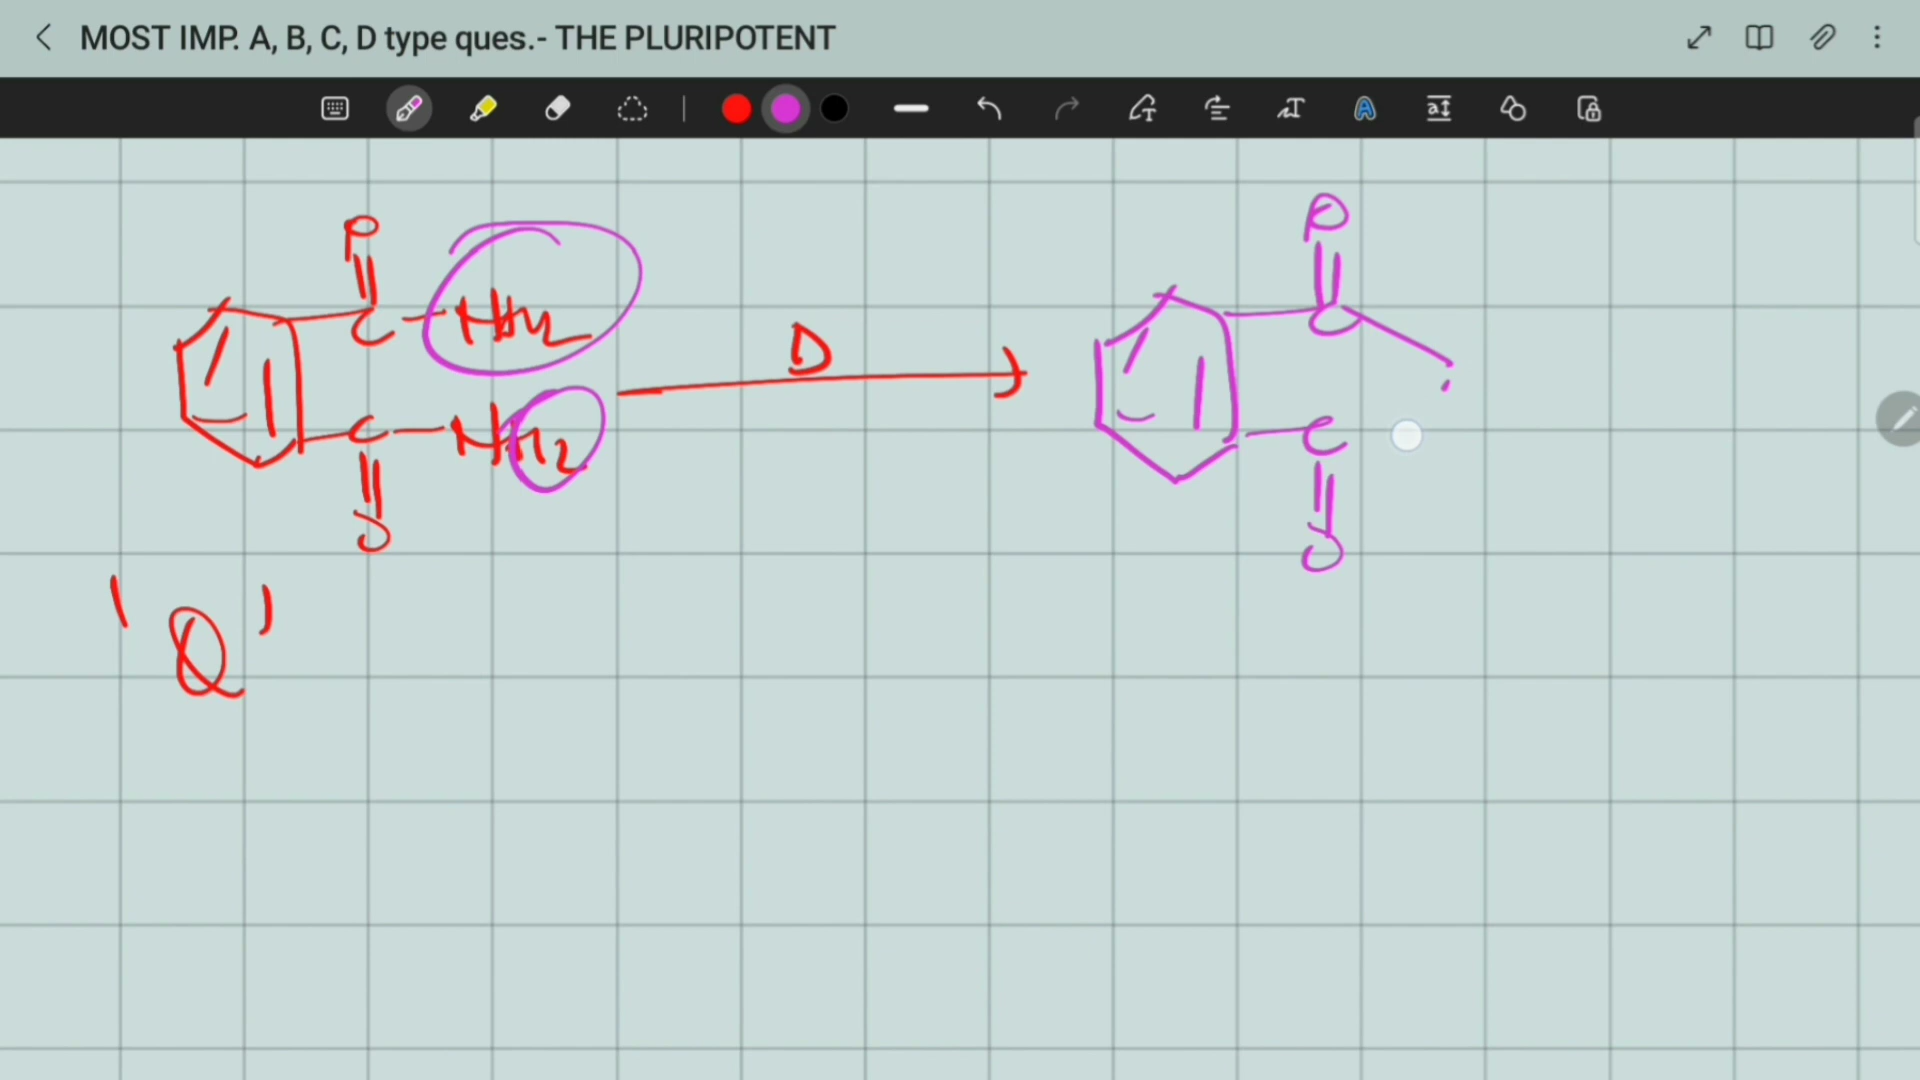 MOST IMP. A, B, C, D type ques.- THE PLURIPOTENT
O O
C - NH2 C
D
C - NH2 C
O O
'Q'